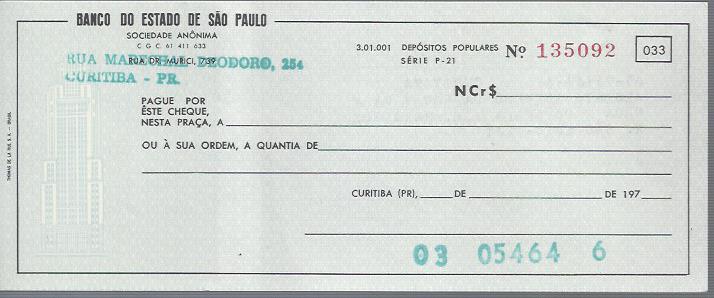 BANCO DO ESTADO DE SÃO PAULO
SOCIEDADE ANÔNIMA
C G C. 61 411 633
RUA DR. MURICI, 739
RUA MARECHAL DEODORO, 254
CURITIBA - PR.
3.01.001 DEPÓSITOS POPULARES Nº 135092 033
SÉRIE P-21
NCr$
PAGUE POR
ÊSTE CHEQUE,
NESTA PRAÇA, A
OU À SUA ORDEM, A QUANTIA DE
CURITIBA (PR), DE DE 197
03 05464 6
THOMAS DE LA RUE, S. A. - BRASIL